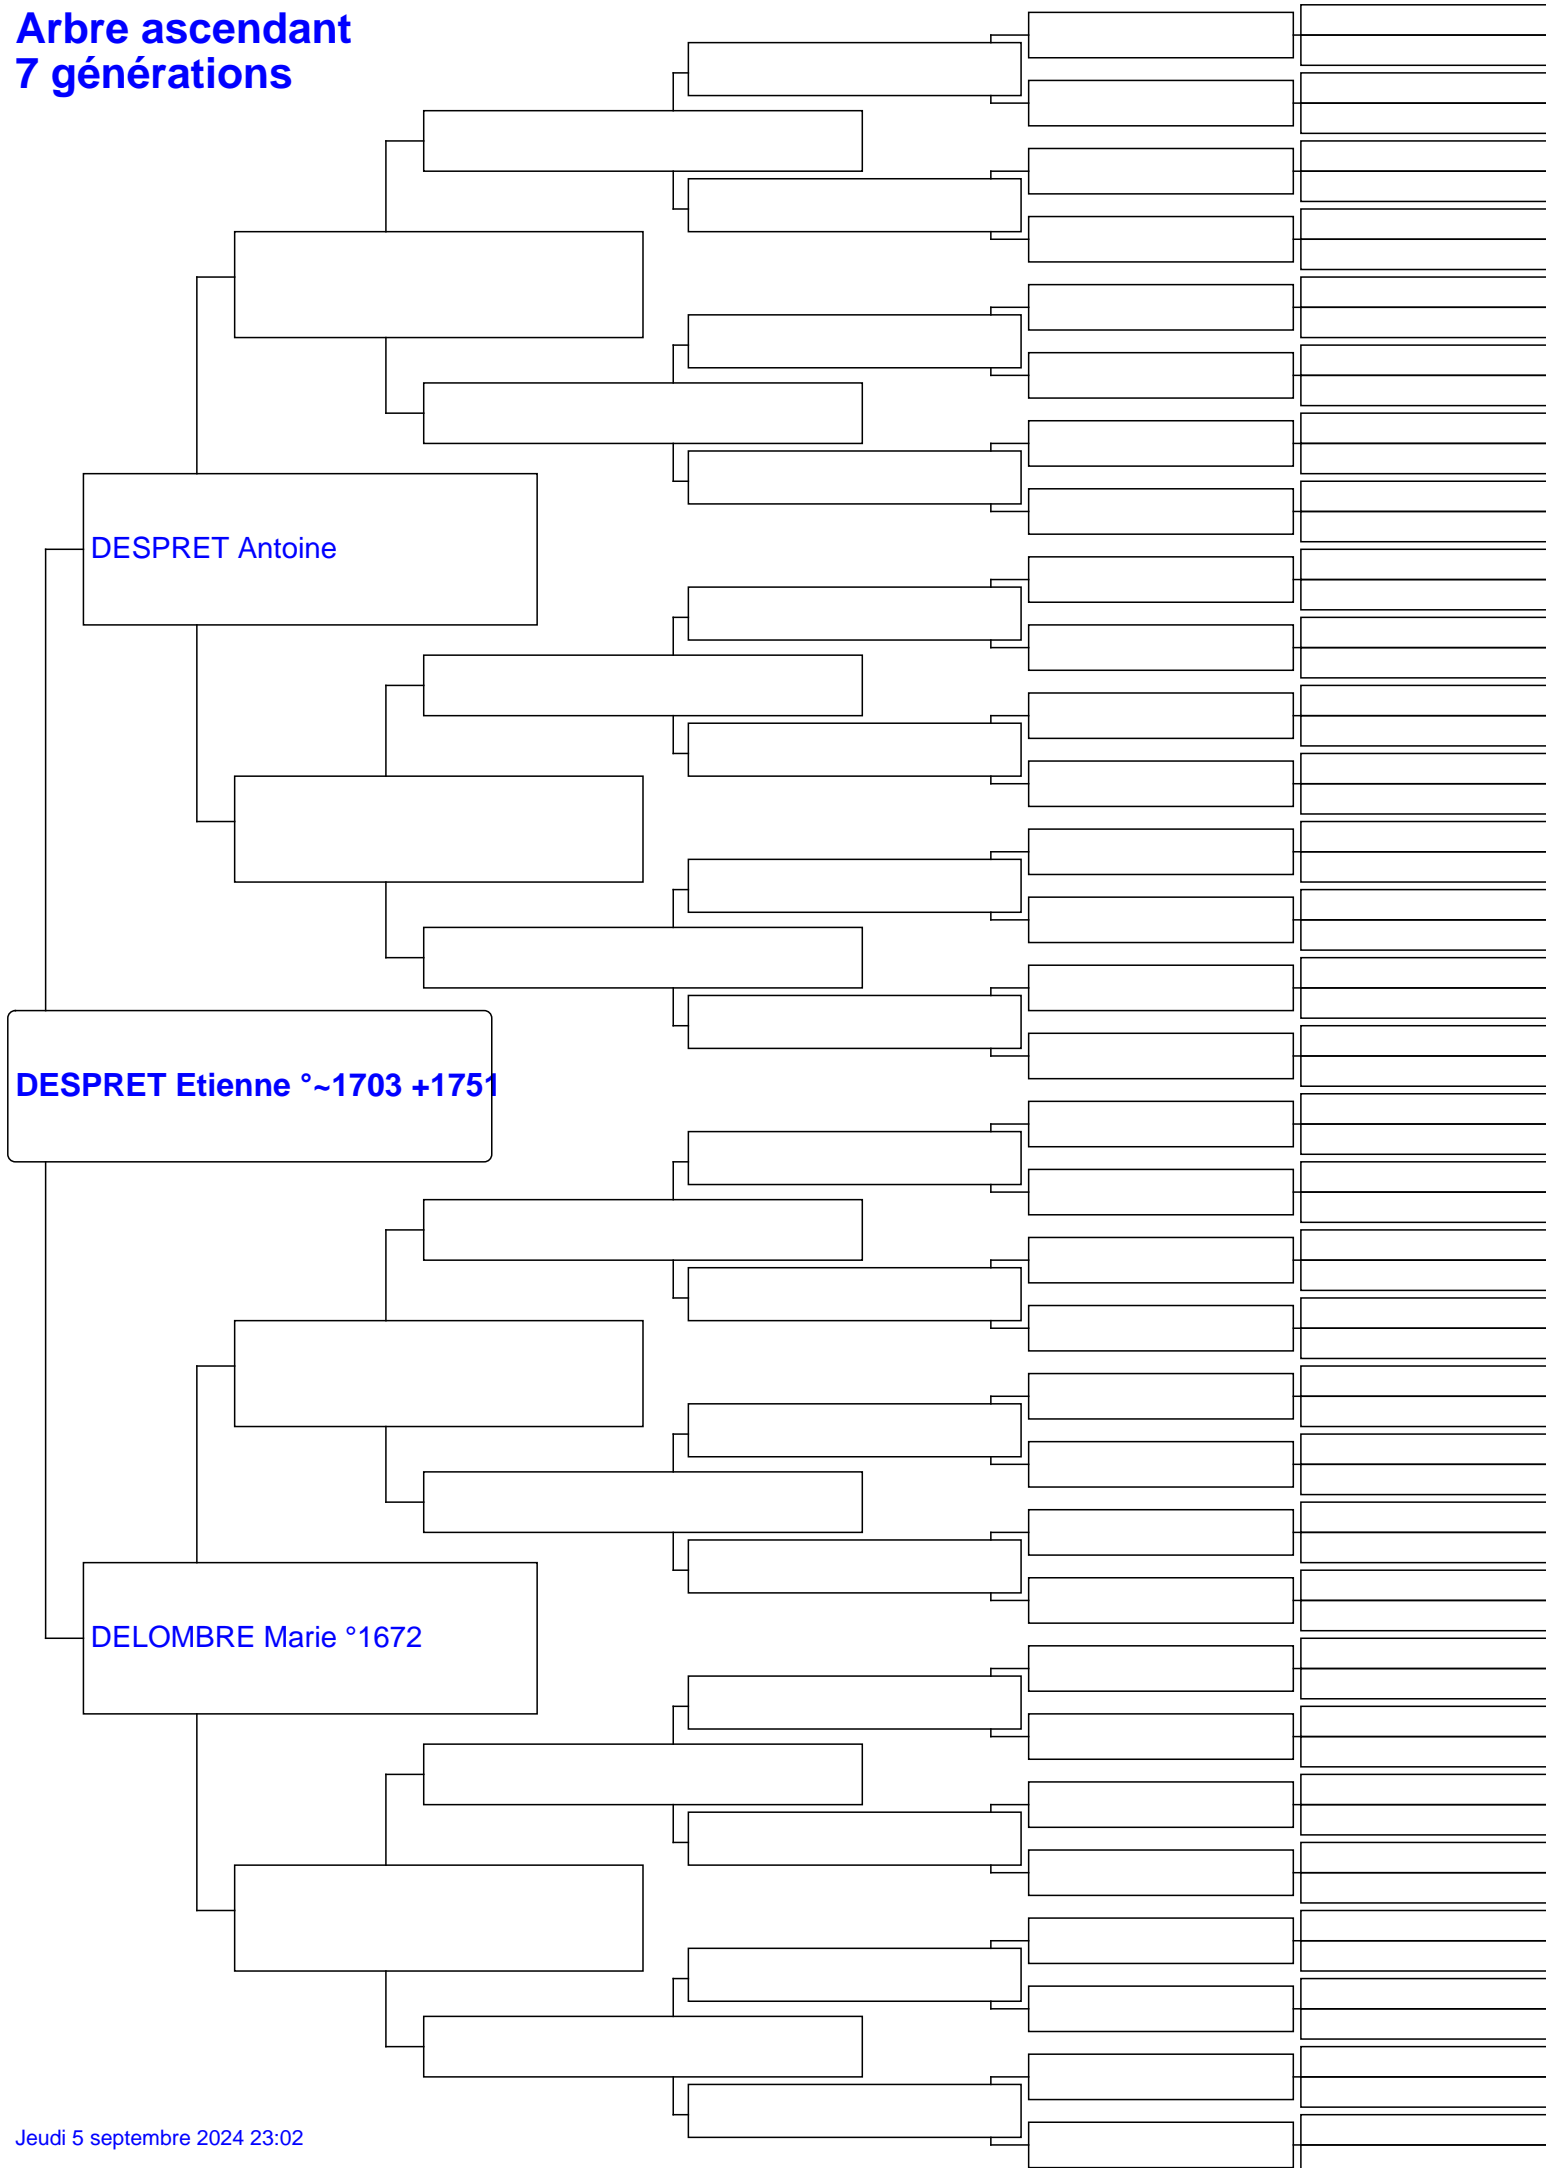 Arbre ascendant
7 générations
DESPRET Antoine
DESPRET Etienne °~1703 +1751
DELOMBRE Marie °1672
Jeudi 5 septembre 2024 23:02